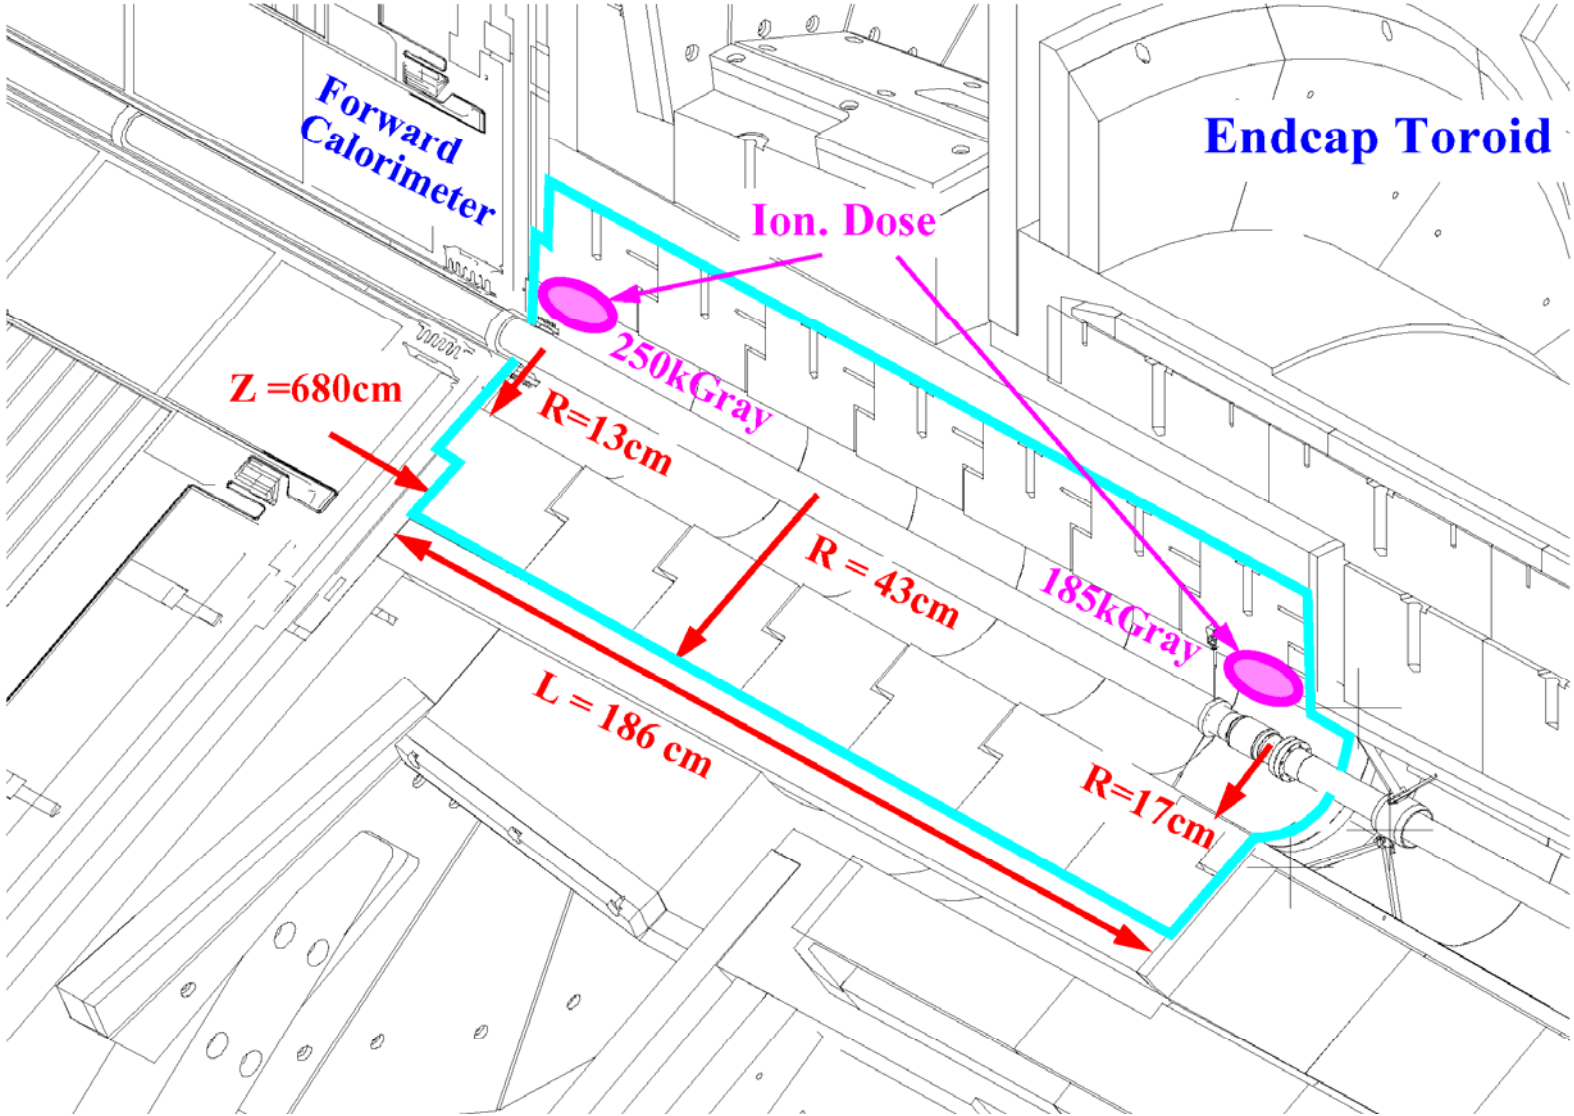 Forward
Calorimeter
Endcap Toroid
Ion. Dose
250kGray
Z =680cm
R=13cm
R = 43cm
185kGray
L = 186 cm
R=17cm